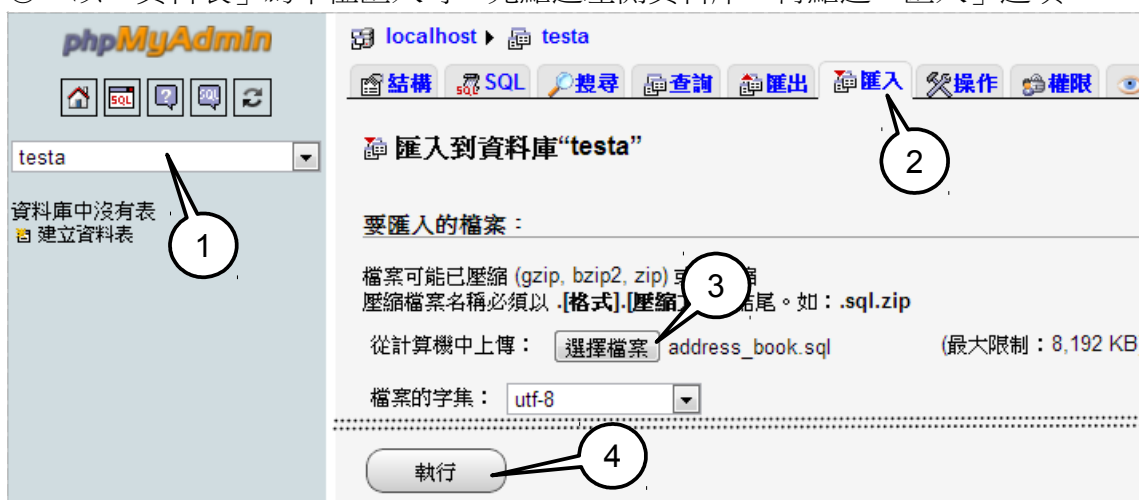 phpMyAdmin
SQL
SQL
testa
資料庫中沒有表
建立資料表
1
localhost testa
結構 SQL 搜尋 查詢 匯出 匯入 操作 權限
2
匯入到資料庫“testa”
要匯入的檔案：
檔案可能已壓縮 (gzip, bzip2, zip)
3
壓縮檔案名稱必須以 .[格式].[壓縮 結尾。如：.sql.zip
從計算機中上傳： 選擇檔案 address_book.sql (最大限制：8,192 KB
檔案的字集： utf-8
執行
4